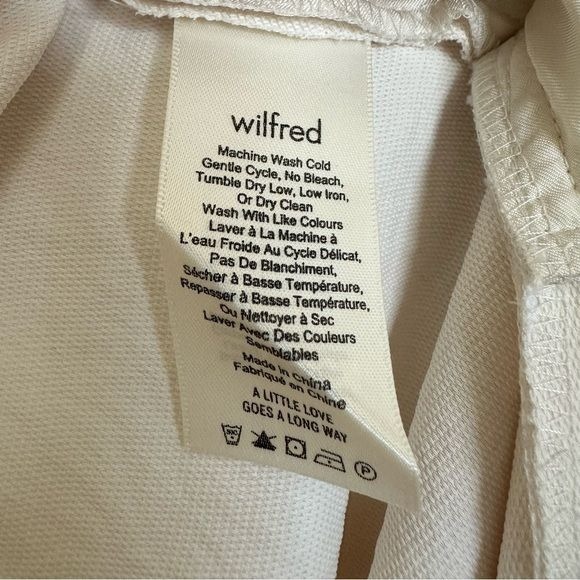 wilfred
Machine Wash Cold
Gentle Cycle, No Bleach,
Tumble Dry Low, Low Iron,
Or Dry Clean
Wash With Like Colours
Laver à La Machine à
L'eau Froide Au Cycle Délicat,
Pas De Blanchiment,
Sécher à Basse Température,
Repasser à Basse Température,
Ou Nettoyer à Sec
Laver Avec Des Couleurs
Semblables
Made in China
Fabriqué en Chine
A LITTLE LOVE
GOES A LONG WAY
30C P